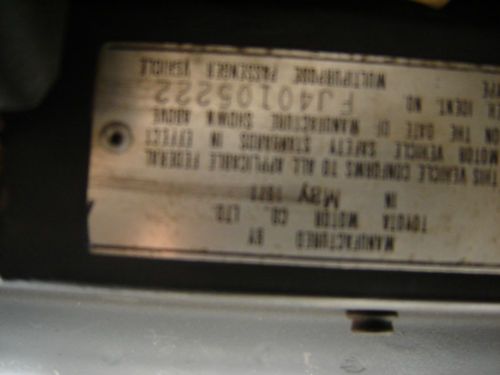 MANUFACTURED BY
TOYOTA MOTOR CO. LTD.
IN May
THIS VEHICLE CONFORMS TO ALL APPLICABLE FEDERAL
MOTOR VEHICLE SAFETY STANDARDS IN EFFECT
ON THE DATE OF MANUFACTURE SHOWN ABOVE
IDENT. NO. FJ40105222
MULTIPURPOSE PASSENGER VEHICLE